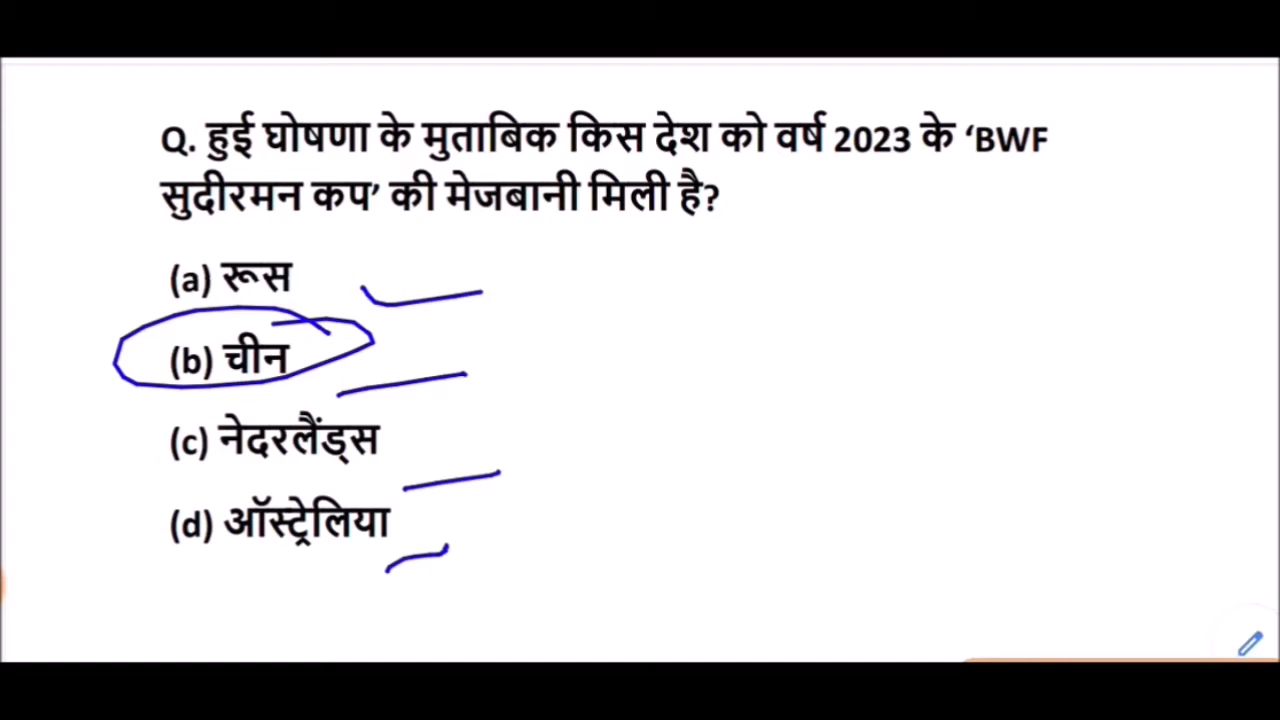 Q. हुई घोषणा के मुताबिक किस देश को वर्ष 2023 के ‘BWF
सुदीरमन कप’ की मेजबानी मिली है?
(a) रूस
(b) चीन
(c) नेदरलैंड्स
(d) ऑस्ट्रेलिया